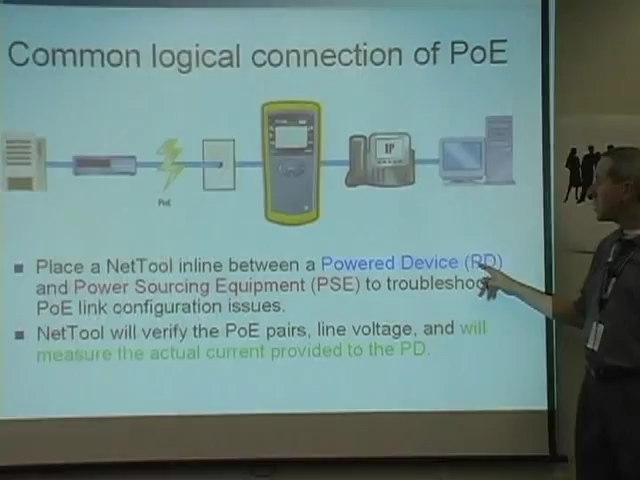 Common logical connection of PoE
PoE
IP
Place a NetTool inline between a Powered Device (PD)
and Power Sourcing Equipment (PSE) to troubleshoo
PoE link configuration issues.
NetTool will verify the PoE pairs, line voltage, and will
measure the actual current provided to the PD.